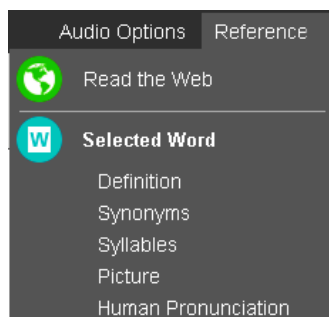 Audio Options Reference
Read the Web
W Selected Word
Definition
Synonyms
Syllables
Picture
Human Pronunciation